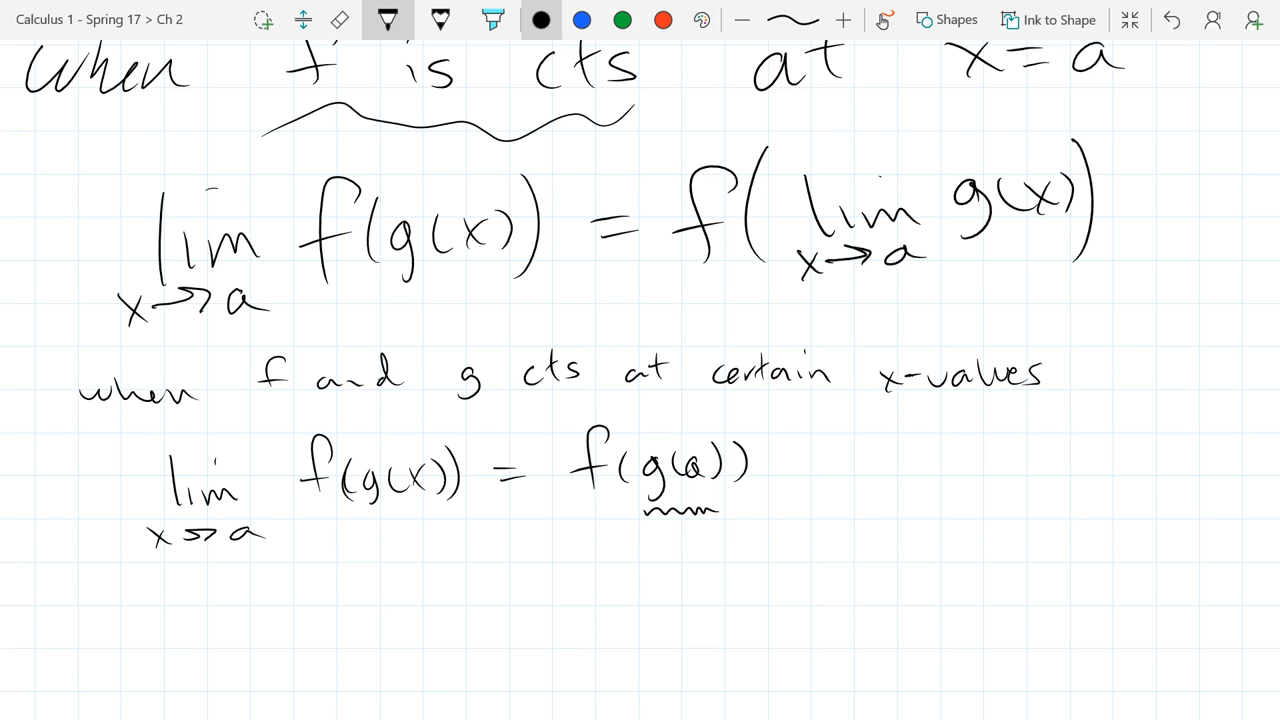 Calculus 1 - Spring 17 > Ch 2 Shapes Ink to Shape
when f is cts at x = a
lim f(g(x)) = f( lim g(x) )
x→a x→a
when f and g cts at certain x-values
lim f(g(x)) = f(g(a))
x→a